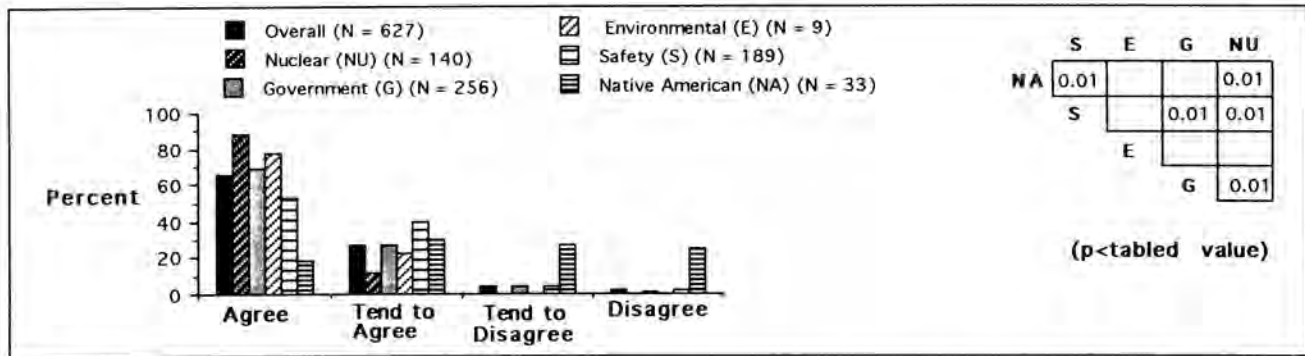 Overall (N = 627)
Nuclear (NU) (N = 140)
Government (G) (N = 256)
Environmental (E) (N = 9)
Safety (S) (N = 189)
Native American (NA) (N = 33)
100
80
60
40
20
0
Percent
Agree
Tend to
Agree
Tend to
Disagree
Disagree
S E G NU
NA 0.01 0.01
S 0.01 0.01
E
G 0.01
(p<tabled value)